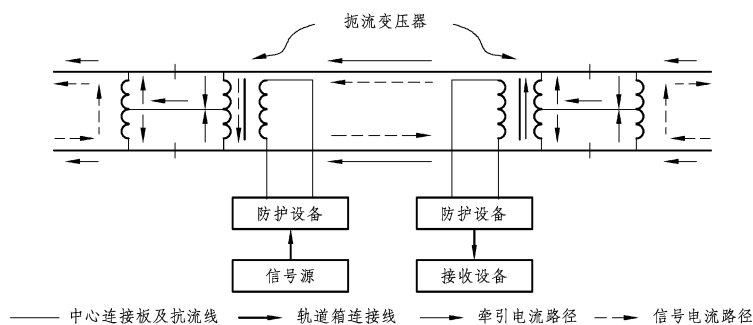 扼流变压器
防护设备
防护设备
信号源
接收设备
中心连接板及抗流线
轨道箱连接线
牵引电流路径
信号电流路径